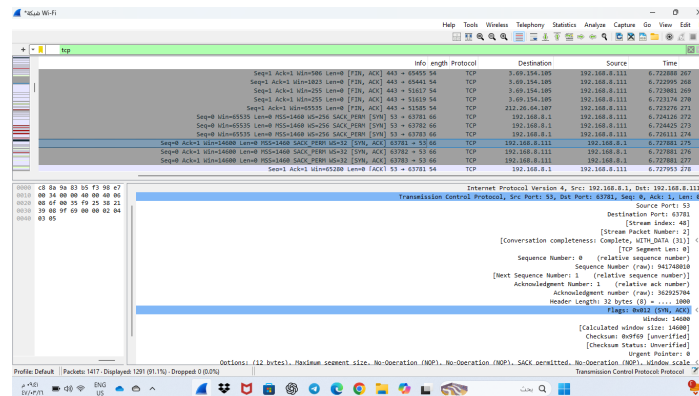 *شبكة Wi-Fi
Help Tools Wireless Telephony Statistics Analyze Capture Go View Edit
tcp
Info ength Protocol Destination Source Time
Seq=1 Ack=1 Win=506 Len=0 [FIN, ACK] 443 → 65455 54 TCP 3.69.154.105 192.168.8.111 6.722888 267
Seq=1 Ack=1 Win=1023 Len=0 [FIN, ACK] 443 → 65441 54 TCP 3.69.154.105 192.168.8.111 6.722995 268
Seq=1 Ack=1 Win=255 Len=0 [FIN, ACK] 443 → 51617 54 TCP 3.69.154.105 192.168.8.111 6.723081 269
Seq=1 Ack=1 Win=255 Len=0 [FIN, ACK] 443 → 51619 54 TCP 3.69.154.105 192.168.8.111 6.723174 270
Seq=1 Ack=1 Win=65535 Len=0 [FIN, ACK] 443 → 51585 54 TCP 212.26.64.107 192.168.8.111 6.723276 271
Seq=0 Win=65535 Len=0 MSS=1460 WS=256 SACK_PERM [SYN] 53 → 63781 66 TCP 192.168.8.1 192.168.8.111 6.724126 272
Seq=0 Win=65535 Len=0 MSS=1460 WS=256 SACK_PERM [SYN] 53 → 63782 66 TCP 192.168.8.1 192.168.8.111 6.724425 273
Seq=0 Win=65535 Len=0 MSS=1460 WS=256 SACK_PERM [SYN] 53 → 63783 66 TCP 192.168.8.1 192.168.8.111 6.726111 274
Seq=0 Ack=1 Win=14600 Len=0 MSS=1460 SACK_PERM WS=32 [SYN, ACK] 63781 → 53 66 TCP 192.168.8.111 192.168.8.1 6.727881 275
Seq=0 Ack=1 Win=14600 Len=0 MSS=1460 SACK_PERM WS=32 [SYN, ACK] 63782 → 53 66 TCP 192.168.8.111 192.168.8.1 6.727881 276
Seq=0 Ack=1 Win=14600 Len=0 MSS=1460 SACK_PERM WS=32 [SYN, ACK] 63783 → 53 66 TCP 192.168.8.111 192.168.8.1 6.727881 277
Seq=1 Ack=1 Win=65280 Len=0 [ACK] 53 → 63781 54 TCP 192.168.8.1 192.168.8.111 6.727953 278
0000 c8 8a 9a 83 b5 f3 98 e7
0010 00 34 00 00 40 00 40 06
0020 08 6f 00 35 f9 25 38 21
0030 39 08 9f 69 00 00 02 04
0040 03 05
Internet Protocol Version 4, Src: 192.168.8.1, Dst: 192.168.8.111
Transmission Control Protocol, Src Port: 53, Dst Port: 63781, Seq: 0, Ack: 1, Len: 0
Source Port: 53
Destination Port: 63781
[Stream index: 48]
[Stream Packet Number: 2]
[Conversation completeness: Complete, WITH_DATA (31)]
[TCP Segment Len: 0]
Sequence Number: 0 (relative sequence number)
Sequence Number (raw): 941748010
[Next Sequence Number: 1 (relative sequence number)]
Acknowledgment Number: 1 (relative ack number)
Acknowledgment number (raw): 362925704
Header Length: 32 bytes (8) = .... 1000
Flags: 0x012 (SYN, ACK)
Window: 14600
[Calculated window size: 14600]
Checksum: 0x9f69 [unverified]
[Checksum Status: Unverified]
Urgent Pointer: 0
Options: (12 bytes), Maximum segment size, No-Operation (NOP), No-Operation (NOP), SACK permitted, No-Operation (NOP), Window scale
Profile: Default Packets: 1417 · Displayed: 1291 (91.1%) · Dropped: 0 (0.0%) Transmission Control Protocol: Protocol
ENG
US
بحث